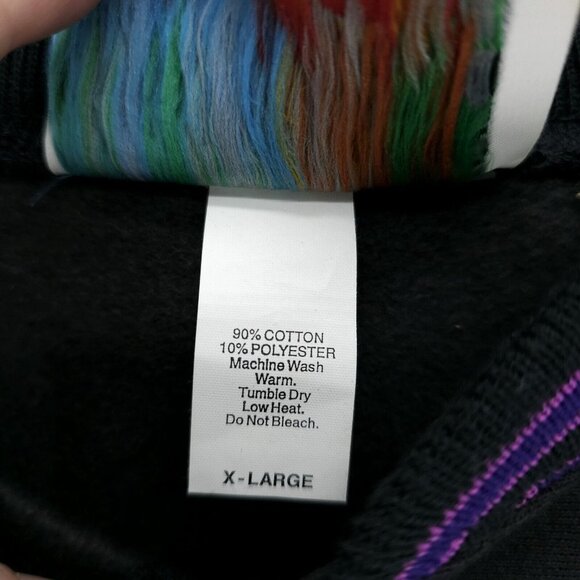 90% COTTON
10% POLYESTER
Machine Wash
Warm.
Tumble Dry
Low Heat.
Do Not Bleach.
X-LARGE